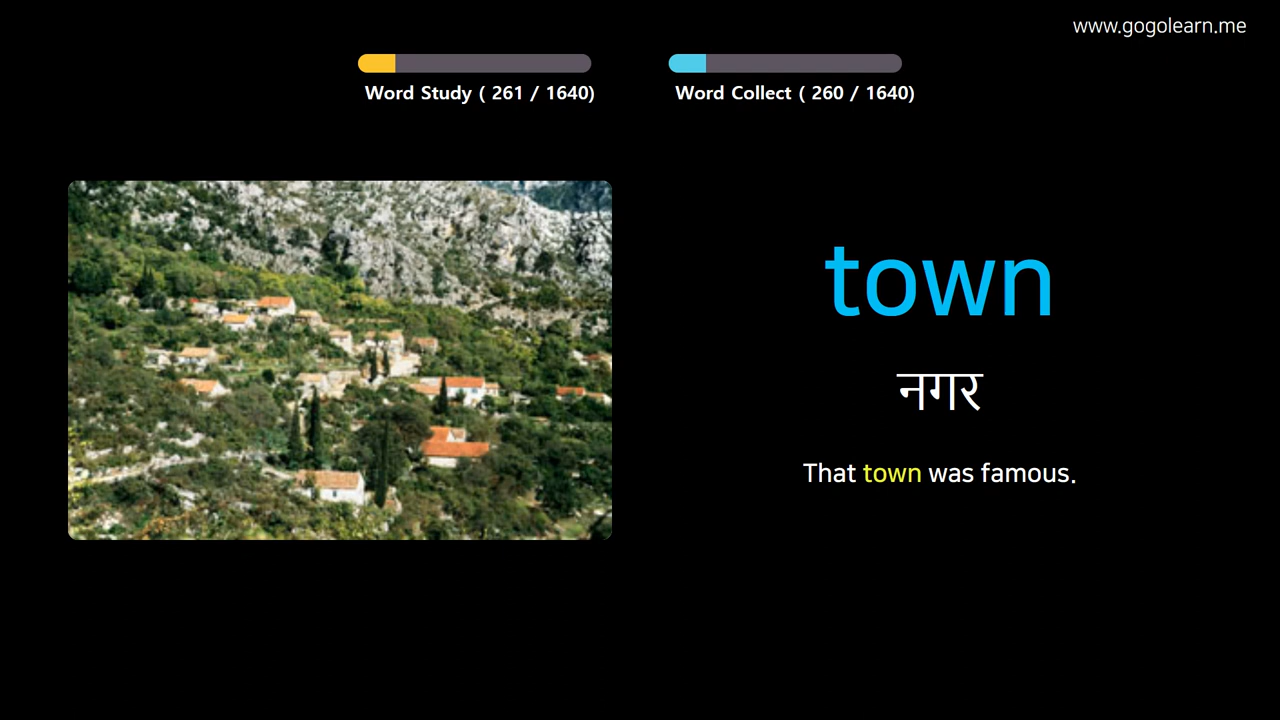 www.gogolearn.me
Word Study ( 261 / 1640)
Word Collect ( 260 / 1640)
town
नगर
That town was famous.